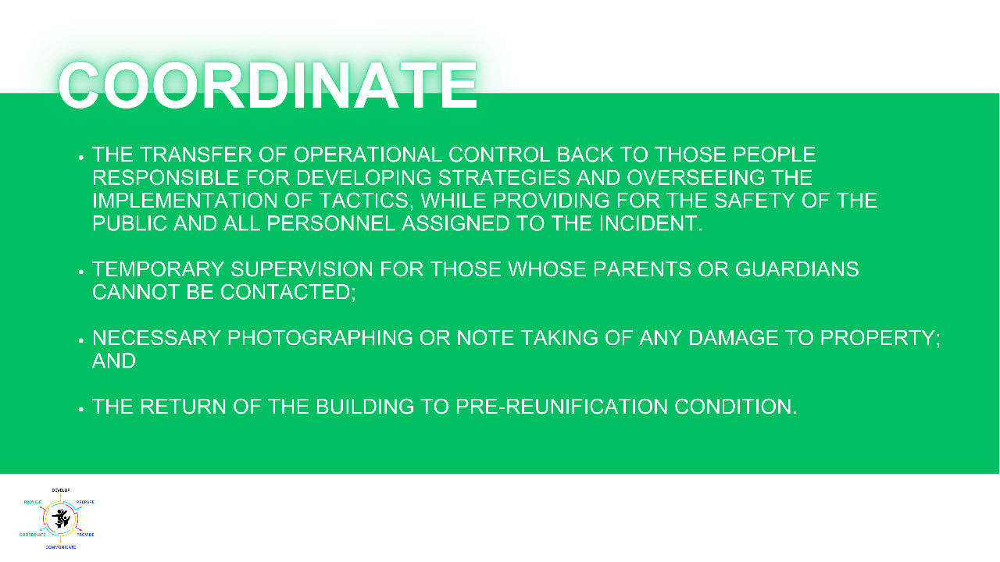 COORDINATE
• THE TRANSFER OF OPERATIONAL CONTROL BACK TO THOSE PEOPLE
RESPONSIBLE FOR DEVELOPING STRATEGIES AND OVERSEEING THE
IMPLEMENTATION OF TACTICS, WHILE PROVIDING FOR THE SAFETY OF THE
PUBLIC AND ALL PERSONNEL ASSIGNED TO THE INCIDENT.
• TEMPORARY SUPERVISION FOR THOSE WHOSE PARENTS OR GUARDIANS
CANNOT BE CONTACTED;
• NECESSARY PHOTOGRAPHING OR NOTE TAKING OF ANY DAMAGE TO PROPERTY;
AND
• THE RETURN OF THE BUILDING TO PRE-REUNIFICATION CONDITION.
DEVELOP
PROVIDE PREPARE
COORDINATE PROVIDE
COMMUNICATE